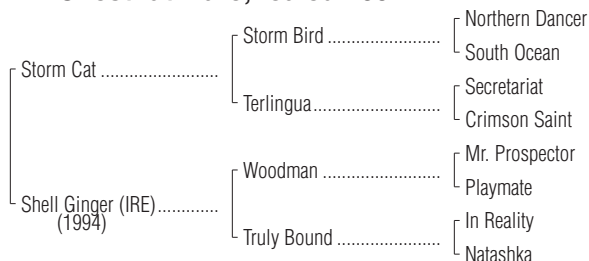 Northern Dancer
Storm Bird ........................
South Ocean
Storm Cat .........................
Secretariat
Terlingua...........................
Crimson Saint
Mr. Prospector
Woodman .........................
Playmate
Shell Ginger (IRE).............
(1994)
In Reality
Truly Bound ......................
Natashka